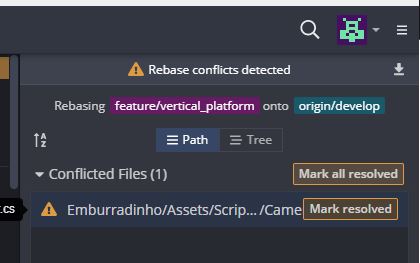 Rebase conflicts detected
Rebasing feature/vertical_platform onto origin/develop
AZ Path Tree
Conflicted Files (1) Mark all resolved
.cs Emburradinho/Assets/Scrip... /Came Mark resolved